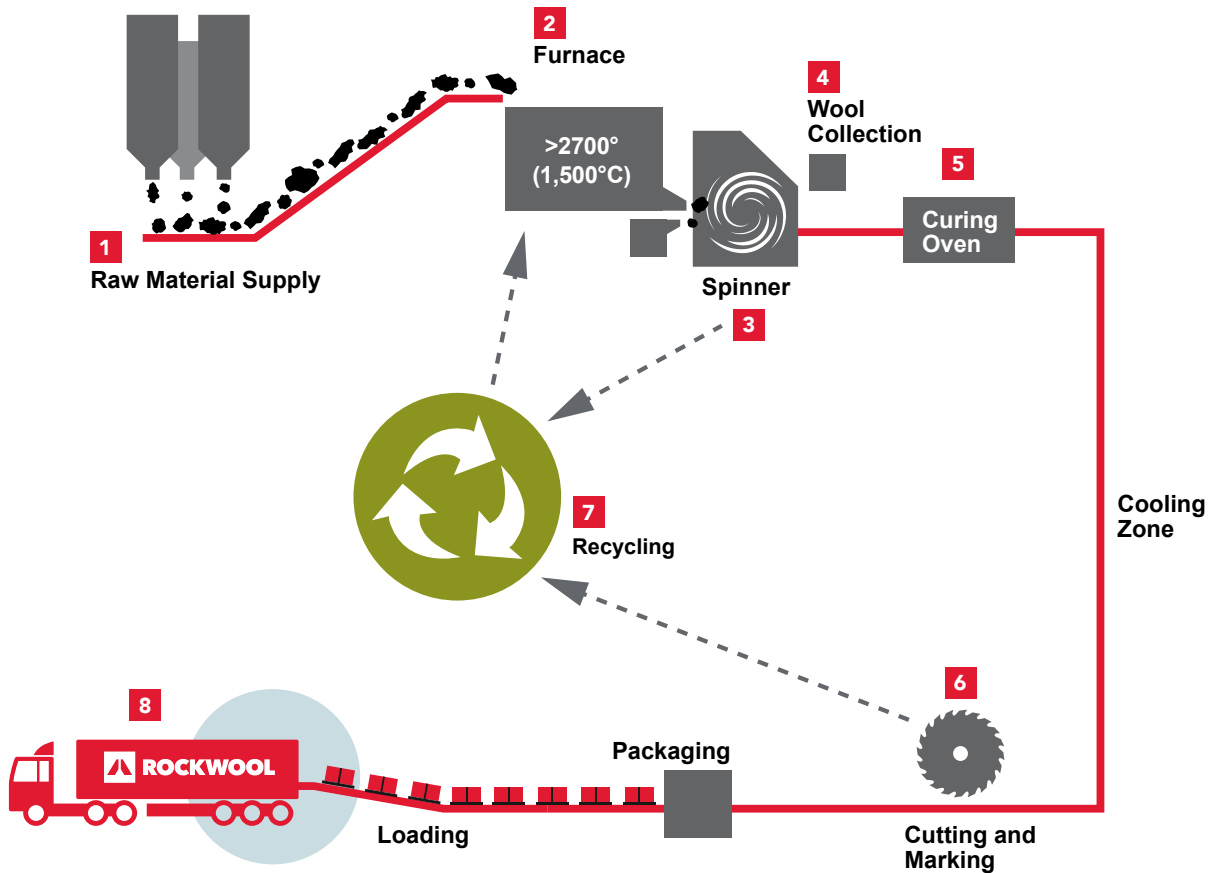 2
Furnace
4
Wool
Collection
>2700°
(1,500°C)
5
Curing
Oven
1
Raw Material Supply
Spinner
3
Cooling
Zone
7
Recycling
6
8
Packaging
ROCKWOOL
Loading
Cutting and
Marking